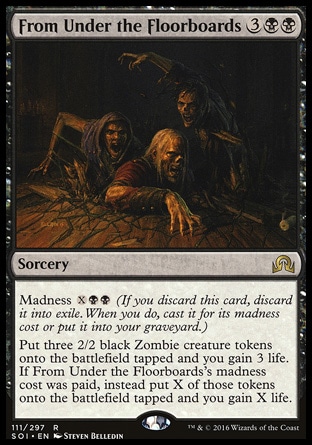 From Under the Floorboards 3
Sorcery
Madness X (If you discard this card, discard
it into exile. When you do, cast it for its madness
cost or put it into your graveyard.)
Put three 2/2 black Zombie creature tokens
onto the battlefield tapped and you gain 3 life.
If From Under the Floorboards's madness
cost was paid, instead put X of those tokens
onto the battlefield tapped and you gain X life.
111/297 R
SOI • EN Steven Belledin
™ & © 2016 Wizards of the Coast